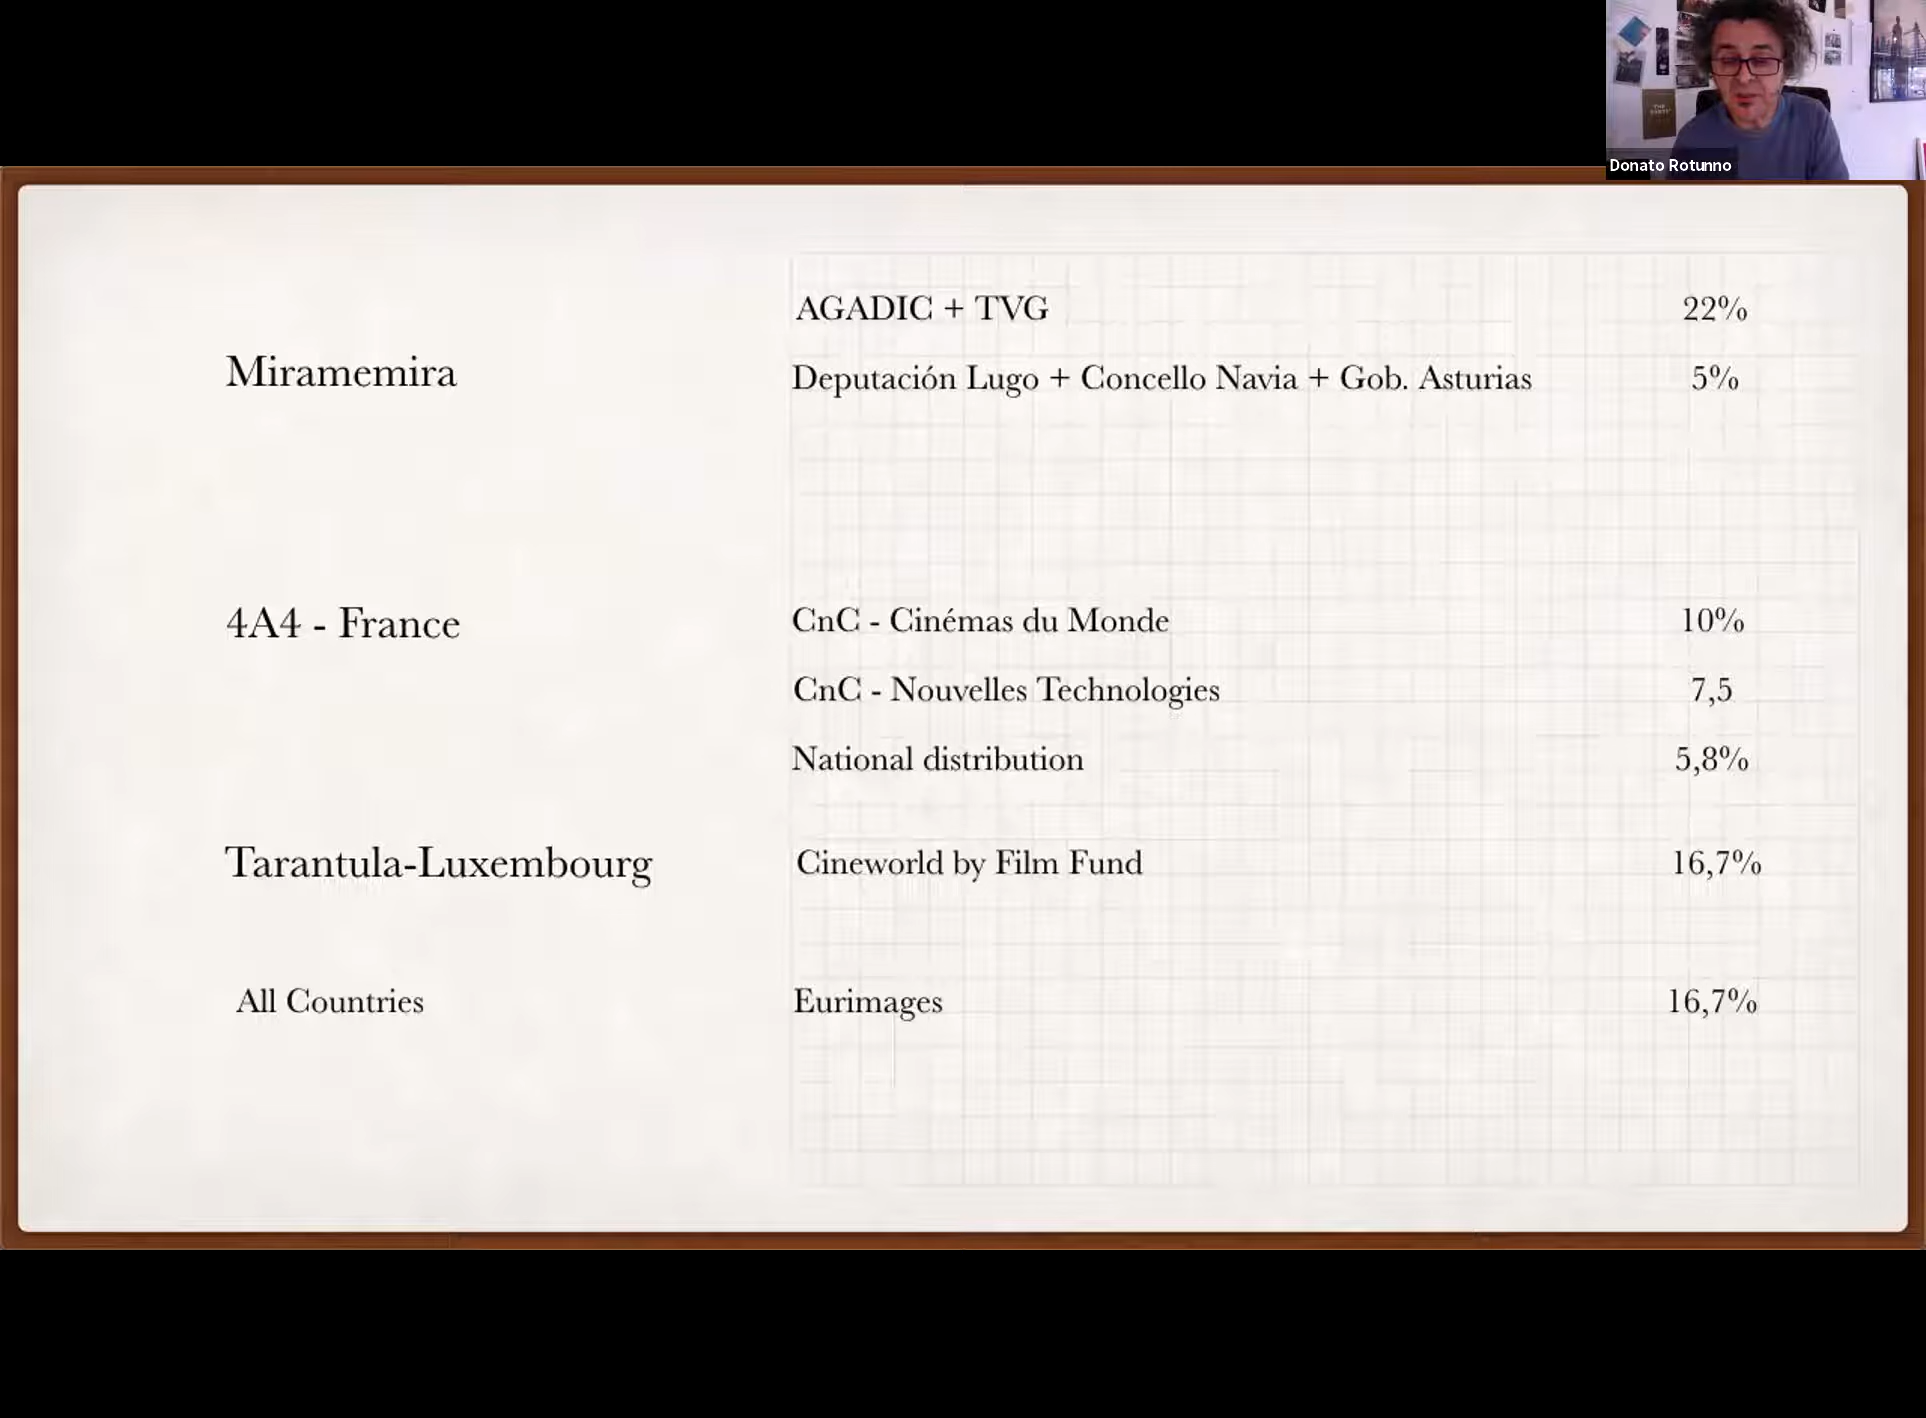 Donato Rotunno
AGADIC + TVG 22%
Miramemira
Deputación Lugo + Concello Navia + Gob. Asturias 5%
4A4 - France CnC - Cinémas du Monde 10%
CnC - Nouvelles Technologies 7,5
National distribution 5,8%
Tarantula-Luxembourg Cineworld by Film Fund 16,7%
All Countries Eurimages 16,7%